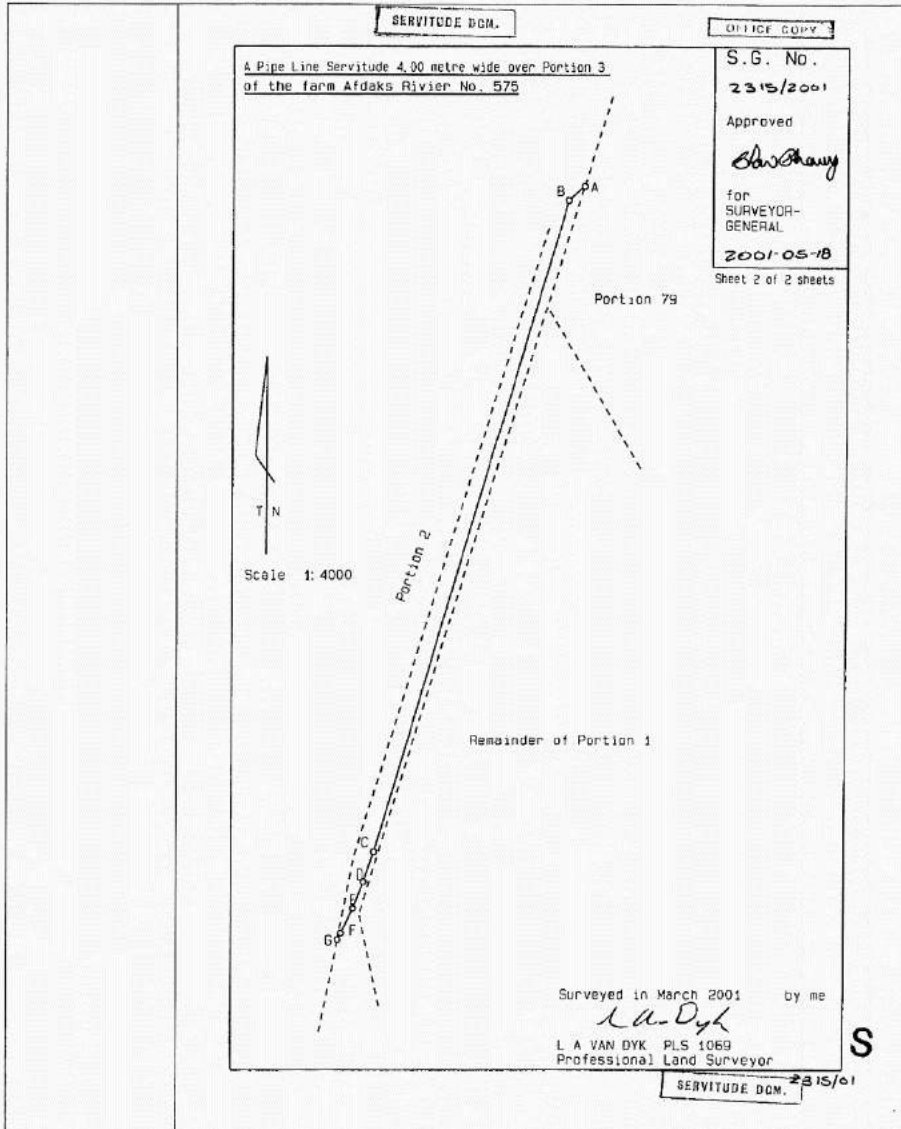 SERVITUDE DGM.
OFFICE COPY
A Pipe Line Servitude 4,00 metre wide over Portion 3
of the farm Afdaks Rivier No. 575
S.G. No.
2315/2001
Approved
for
SURVEYOR-
GENERAL
2001-05-18
Sheet 2 of 2 sheets
B
A
Portion 79
T N
Portion 2
Scale 1:4000
Remainder of Portion 1
C
D
E
F
G
Surveyed in March 2001 by me
L A VAN DYK PLS 1069
Professional Land Surveyor
S
SERVITUDE DGM.
2315/01